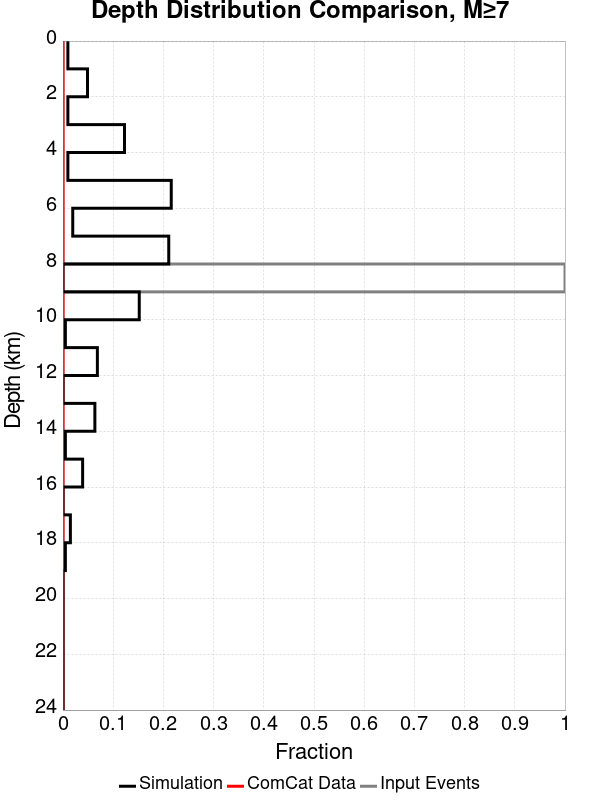 Depth Distribution Comparison, M≥7
0
2
4
6
8
10
12
14
16
18
20
22
24
Depth (km)
0 0.1 0.2 0.3 0.4 0.5 0.6 0.7 0.8 0.9 1
Fraction
Simulation ComCat Data Input Events